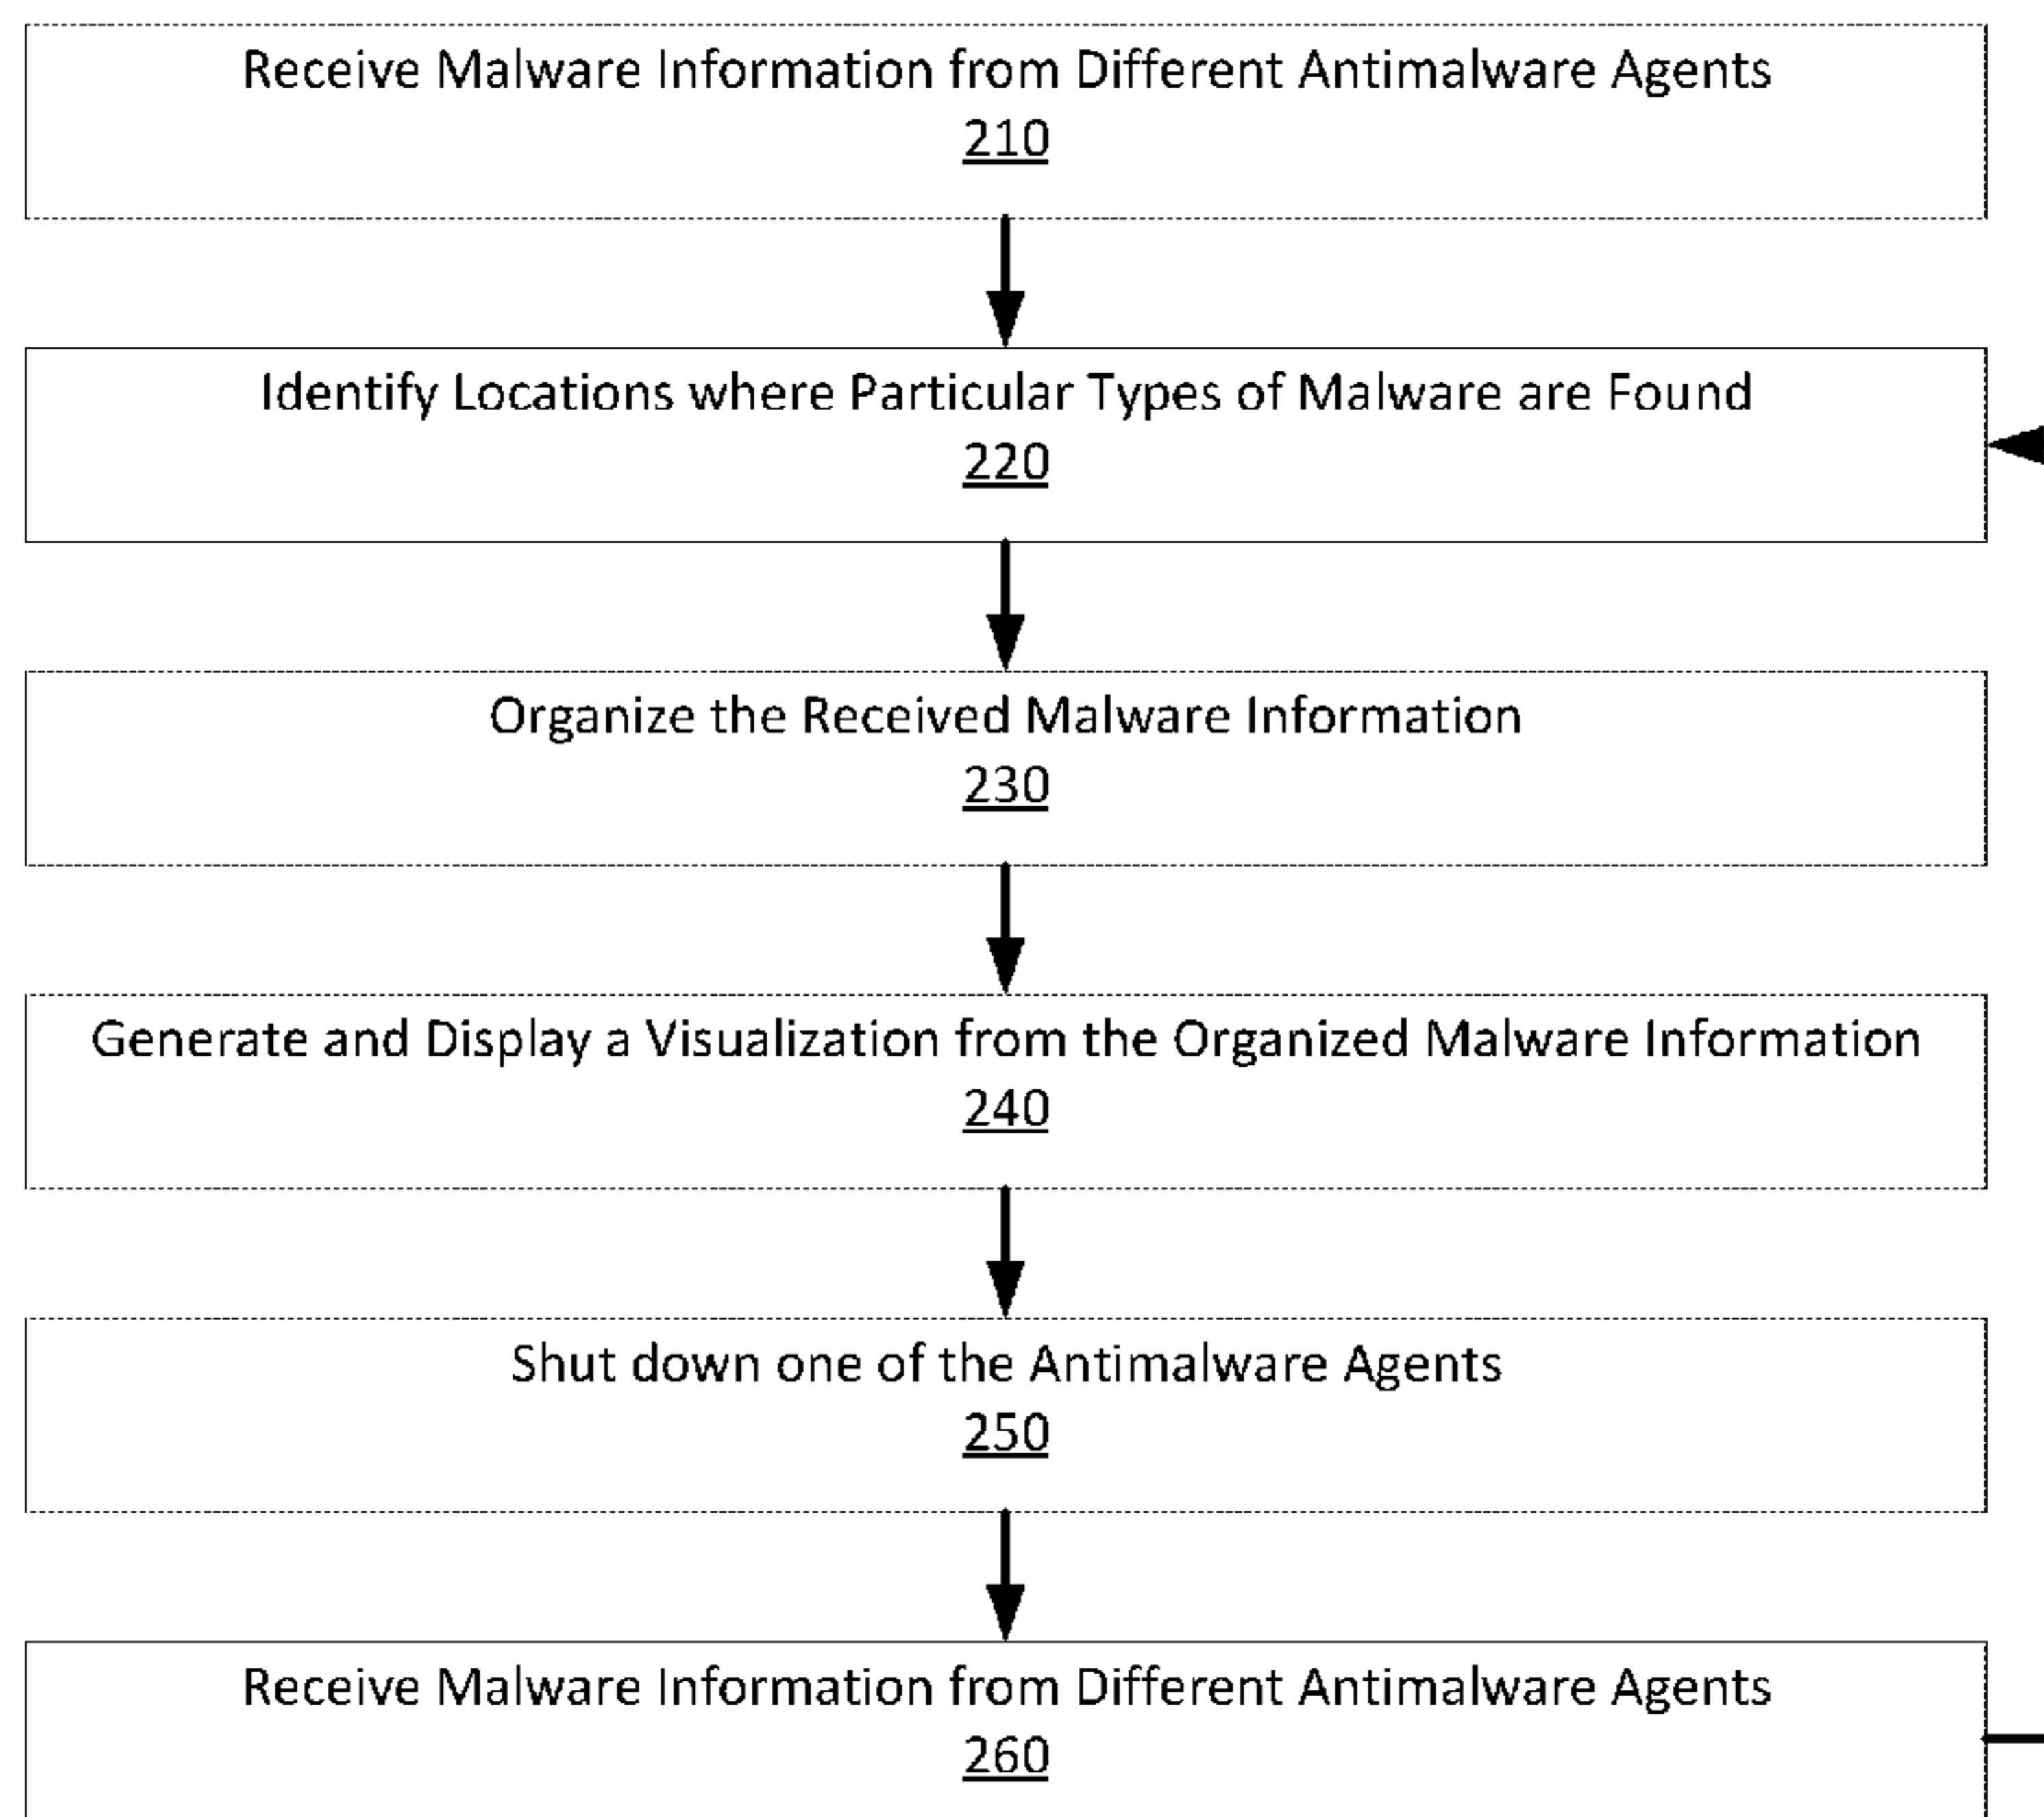 Receive Malware Information from Different Antimalware Agents
210
Identify Locations where Particular Types of Malware are Found
220
Organize the Received Malware Information
230
Generate and Display a Visualization from the Organized Malware Information
240
Shut down one of the Antimalware Agents
250
Receive Malware Information from Different Antimalware Agents
260